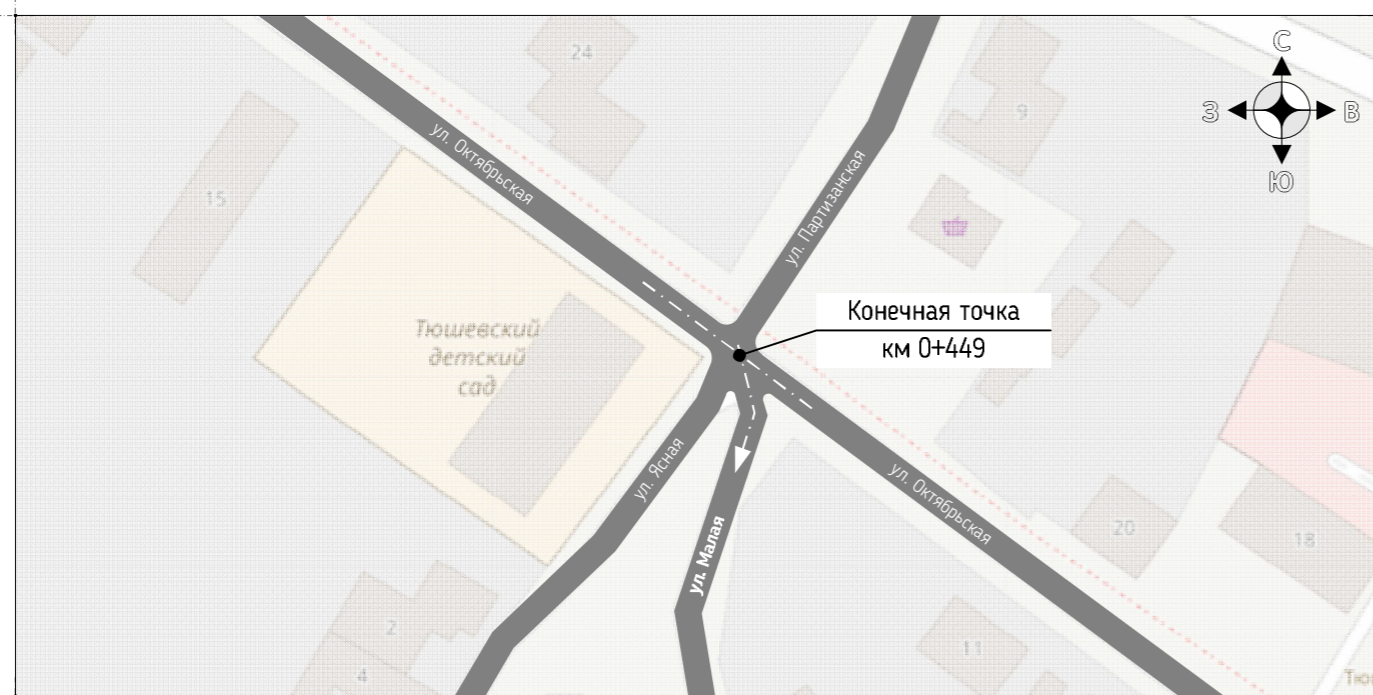 С
З
В
Ю
24
9
15
ул. Октябрьская
ул. Партизанская
Тюшевский
детский
сад
Конечная точка
км 0+449
ул. Ясная
ул. Малая
ул. Октябрьская
20
18
2
4
11